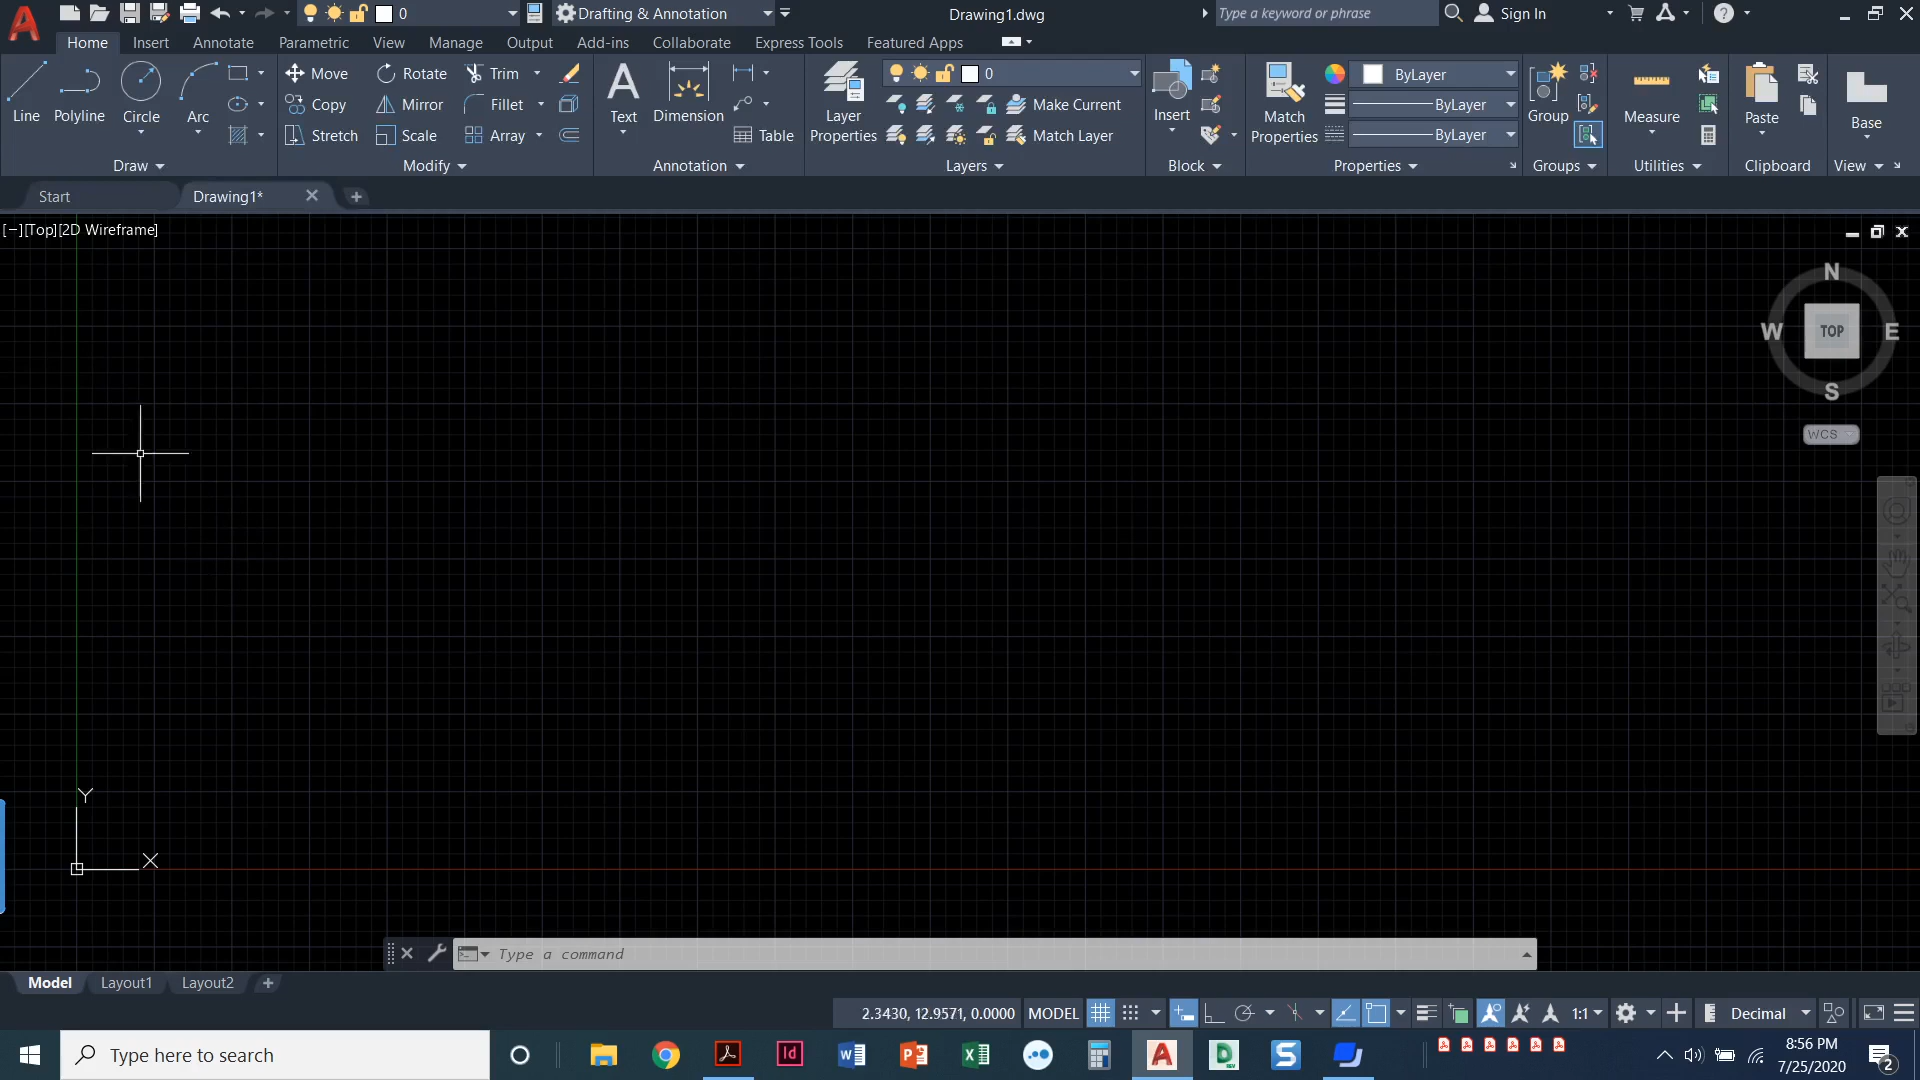 0
Drafting & Annotation
Drawing1.dwg
Type a keyword or phrase
Sign In
Home
Insert
Annotate
Parametric
View
Manage
Output
Add-ins
Collaborate
Express Tools
Featured Apps
Line
Polyline
Circle
Arc
Draw
Move
Rotate
Trim
Copy
Mirror
Fillet
Stretch
Scale
Array
Modify
Text
Dimension
Table
Annotation
Layer
Properties
0
Make Current
Match Layer
Layers
Insert
Block
Match
Properties
ByLayer
ByLayer
ByLayer
Properties
Group
Groups
Measure
Utilities
Paste
Clipboard
Base
View
Start
Drawing1*
[−][Top][2D Wireframe]
N
W
TOP
E
S
WCS
Y
X
Type a command
Model
Layout1
Layout2
2.3430, 12.9571, 0.0000
MODEL
1:1
Decimal
Type here to search
8:56 PM
7/25/2020
2